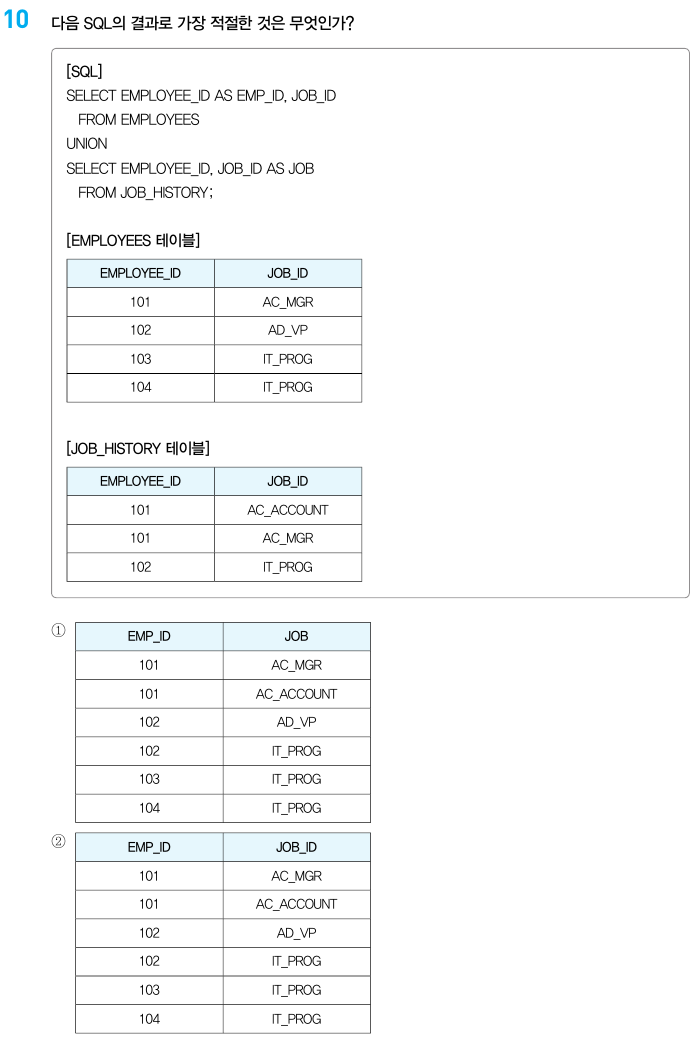 10 다음 SQL의 결과로 가장 적절한 것은 무엇인가?
[SQL]
SELECT EMPLOYEE_ID AS EMP_ID, JOB_ID
FROM EMPLOYEES
UNION
SELECT EMPLOYEE_ID, JOB_ID AS JOB
FROM JOB_HISTORY;
[EMPLOYEES 테이블]
EMPLOYEE_ID JOB_ID
101 AC_MGR
102 AD_VP
103 IT_PROG
104 IT_PROG
[JOB_HISTORY 테이블]
EMPLOYEE_ID JOB_ID
101 AC_ACCOUNT
101 AC_MGR
102 IT_PROG
① EMP_ID JOB
101 AC_MGR
101 AC_ACCOUNT
102 AD_VP
102 IT_PROG
103 IT_PROG
104 IT_PROG
② EMP_ID JOB_ID
101 AC_MGR
101 AC_ACCOUNT
102 AD_VP
102 IT_PROG
103 IT_PROG
104 IT_PROG